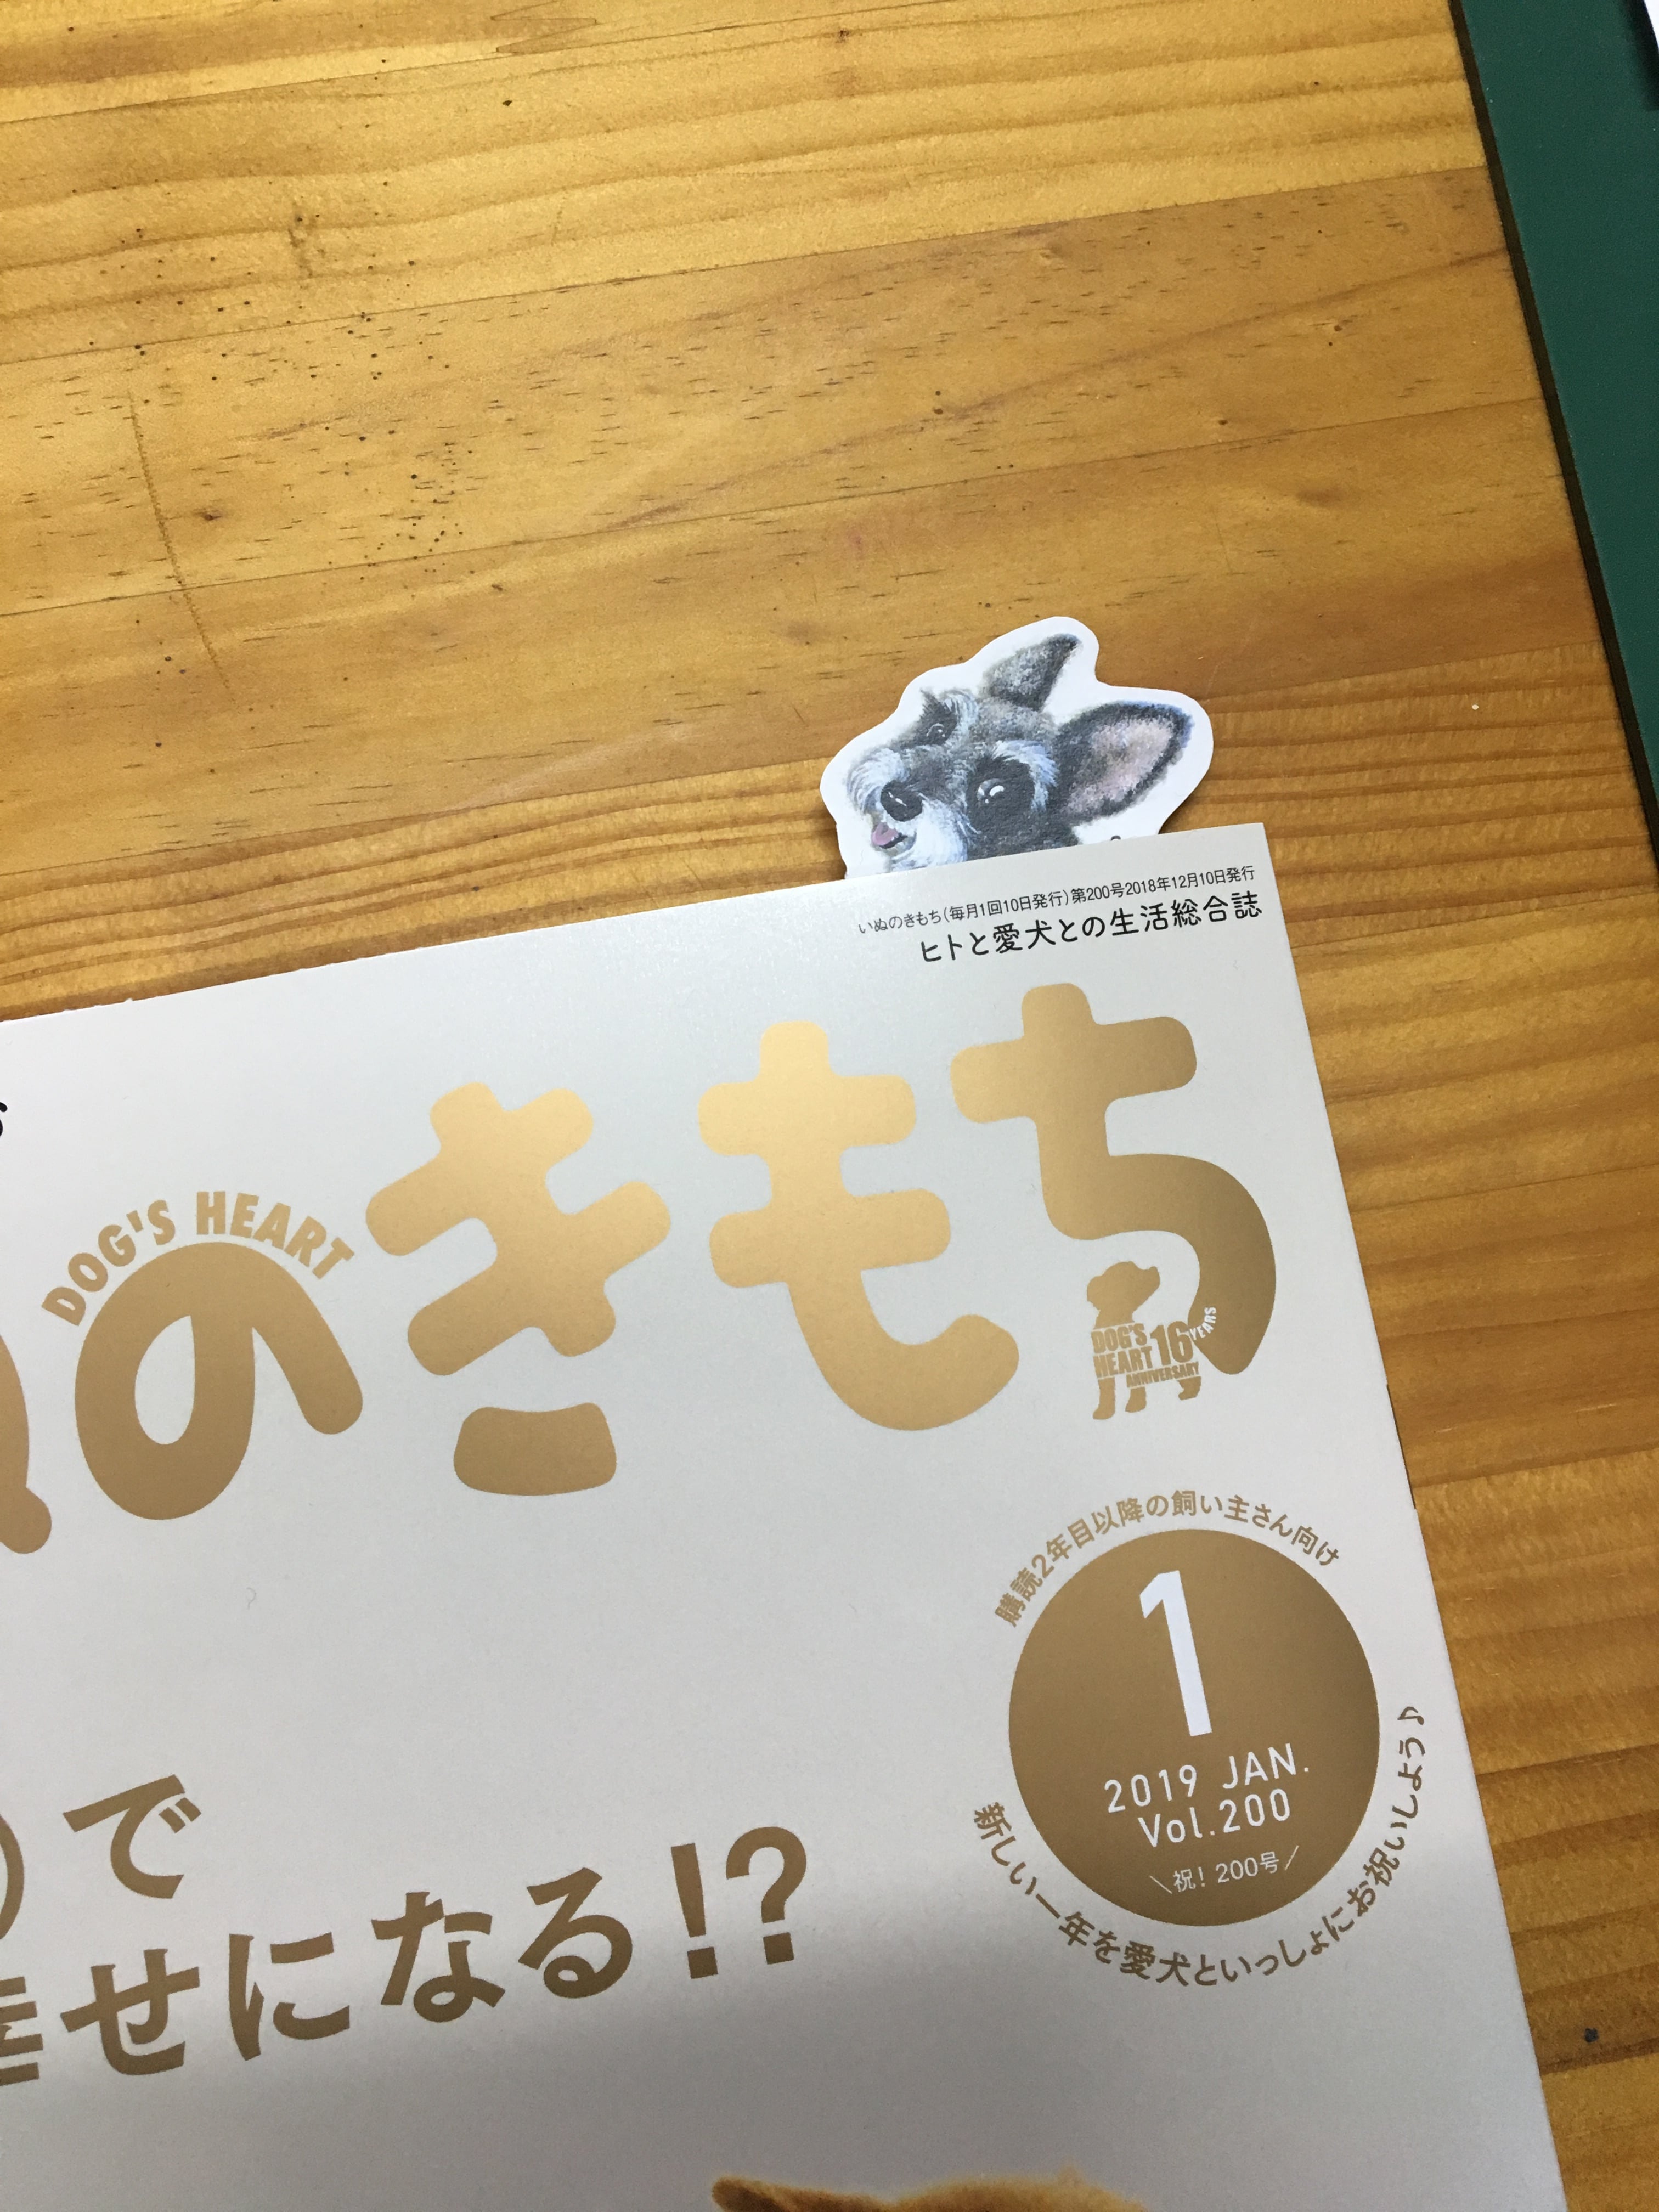 いぬのきもち(毎月1回10日発行)第200号2018年12月10日発行
ヒトと愛犬との生活総合誌
DOG'S HEART
のきもち
DOG'S
HEART 16 YEARS
ANNIVERSARY
購読2年目以降の飼い主さん向け
1
2019 JAN.
Vol.200
\祝! 200号/
新しい一年を愛犬といっしょにお祝いしよう♪
で
幸せになる!?